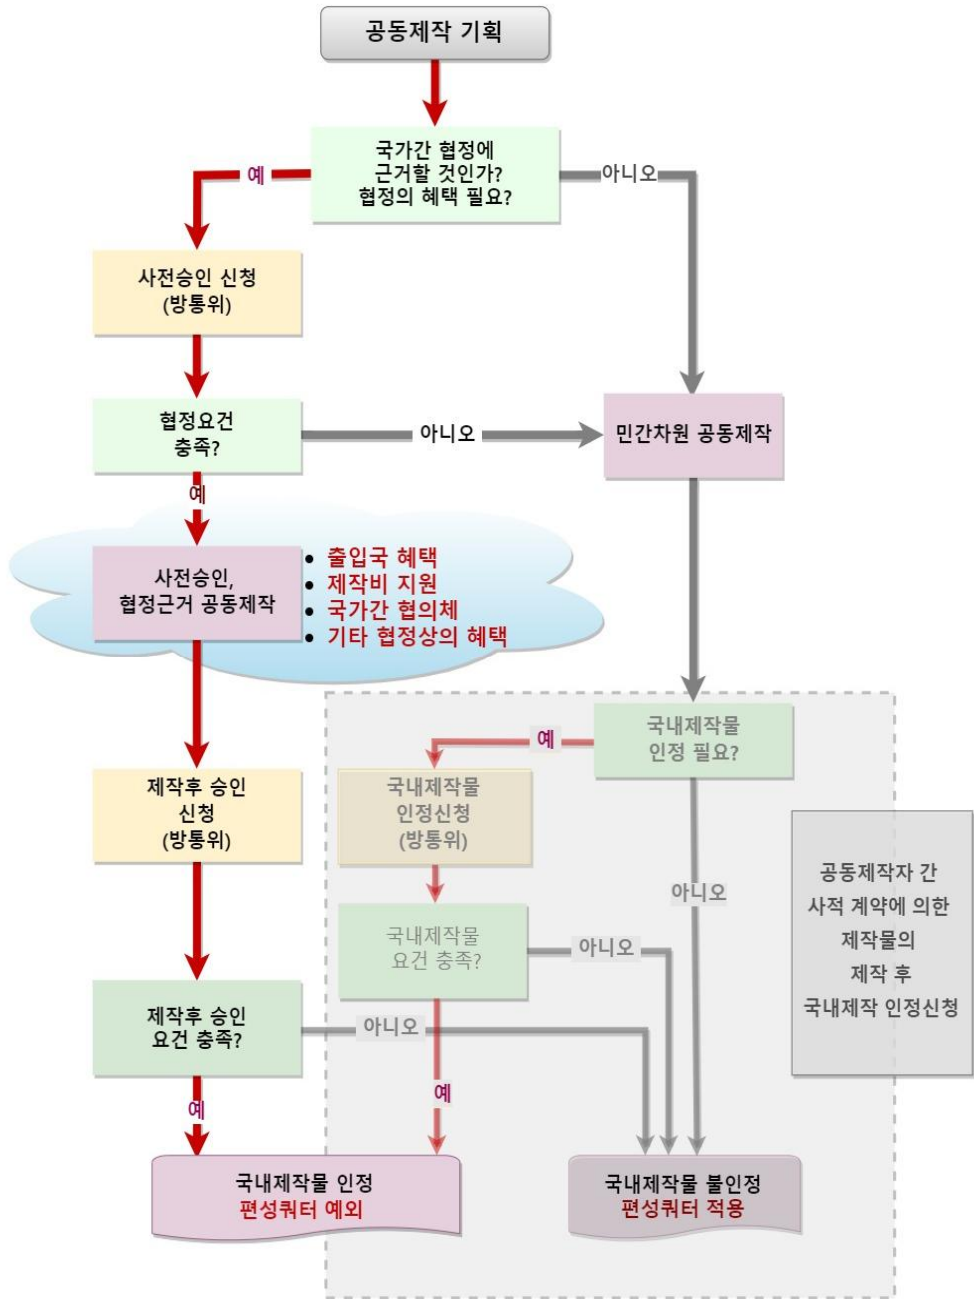 공동제작 기획
국가간 협정에
근거할 것인가?
협정의 혜택 필요?
예
아니오
사전승인 신청
(방통위)
협정요건
충족?
아니오
민간차원 공동제작
예
사전승인,
협정근거 공동제작
• 출입국 혜택
• 제작비 지원
• 국가간 협의체
• 기타 협정상의 혜택
국내제작물
인정 필요?
예
제작후 승인
신청
(방통위)
국내제작물
인정신청
(방통위)
아니오
공동제작자 간
사적 계약에 의한
제작물의
제작 후
국내제작 인정신청
국내제작물
요건 충족?
아니오
제작후 승인
요건 충족?
아니오
예
예
국내제작물 인정
편성쿼터 예외
국내제작물 불인정
편성쿼터 적용